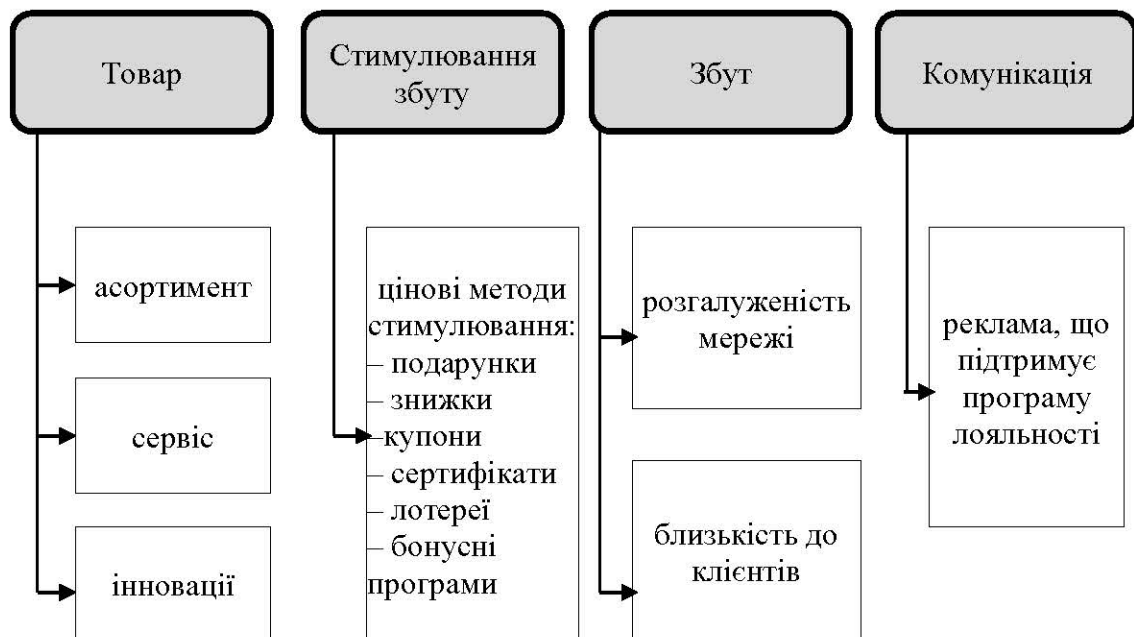 Товар
Стимулювання
збуту
Збут
Комунікація
асортимент
сервіс
інновації
цінові методи
стимулювання:
– подарунки
– знижки
–купони
– сертифікати
– лотереї
– бонусні
програми
розгалуженість
мережі
близькість до
клієнтів
реклама, що
підтримує
програму
лояльності